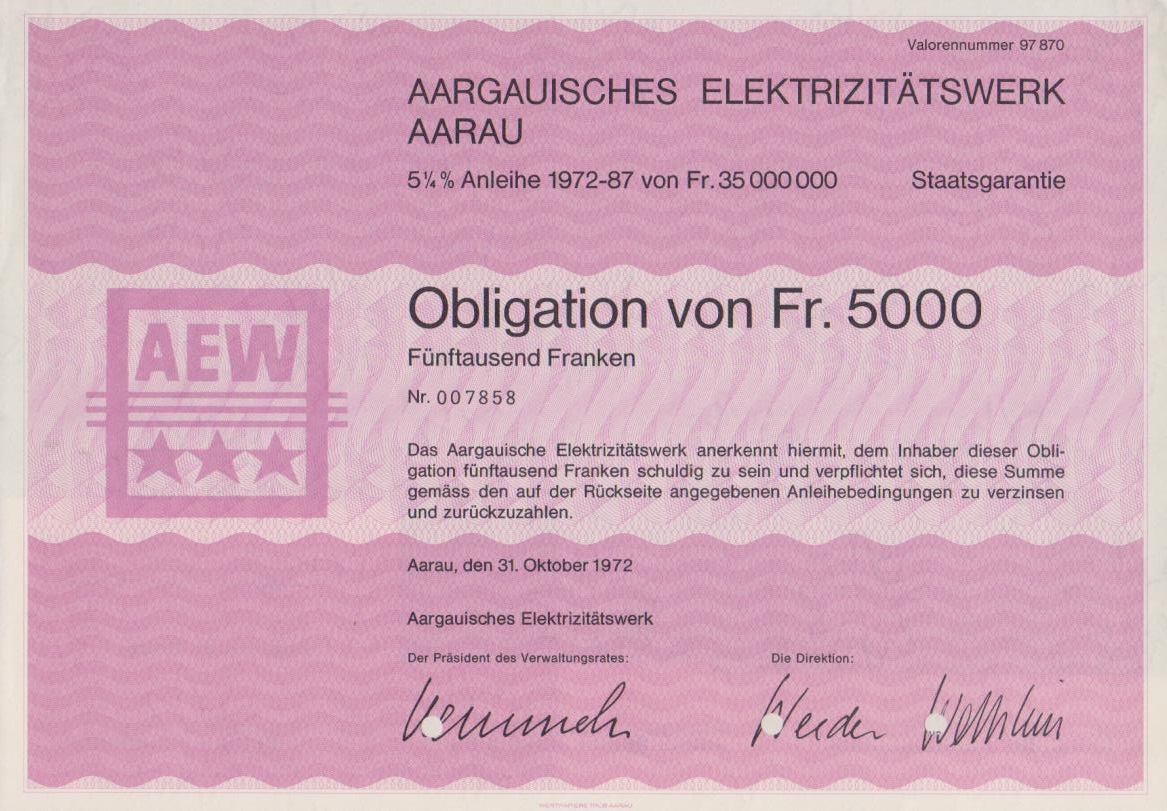 Valorennummer 97 870
AARGAUISCHES ELEKTRIZITÄTSWERK
AARAU
5¼% Anleihe 1972-87 von Fr. 35 000 000 Staatsgarantie
Obligation von Fr. 5000
Fünftausend Franken
Nr. 007858
AEW
Das Aargauische Elektrizitätswerk anerkennt hiermit, dem Inhaber dieser Obli-
gation fünftausend Franken schuldig zu sein und verpflichtet sich, diese Summe
gemäss den auf der Rückseite angegebenen Anleihebedingungen zu verzinsen
und zurückzuzahlen.
Aarau, den 31. Oktober 1972
Aargauisches Elektrizitätswerk
Der Präsident des Verwaltungsrates: Die Direktion: